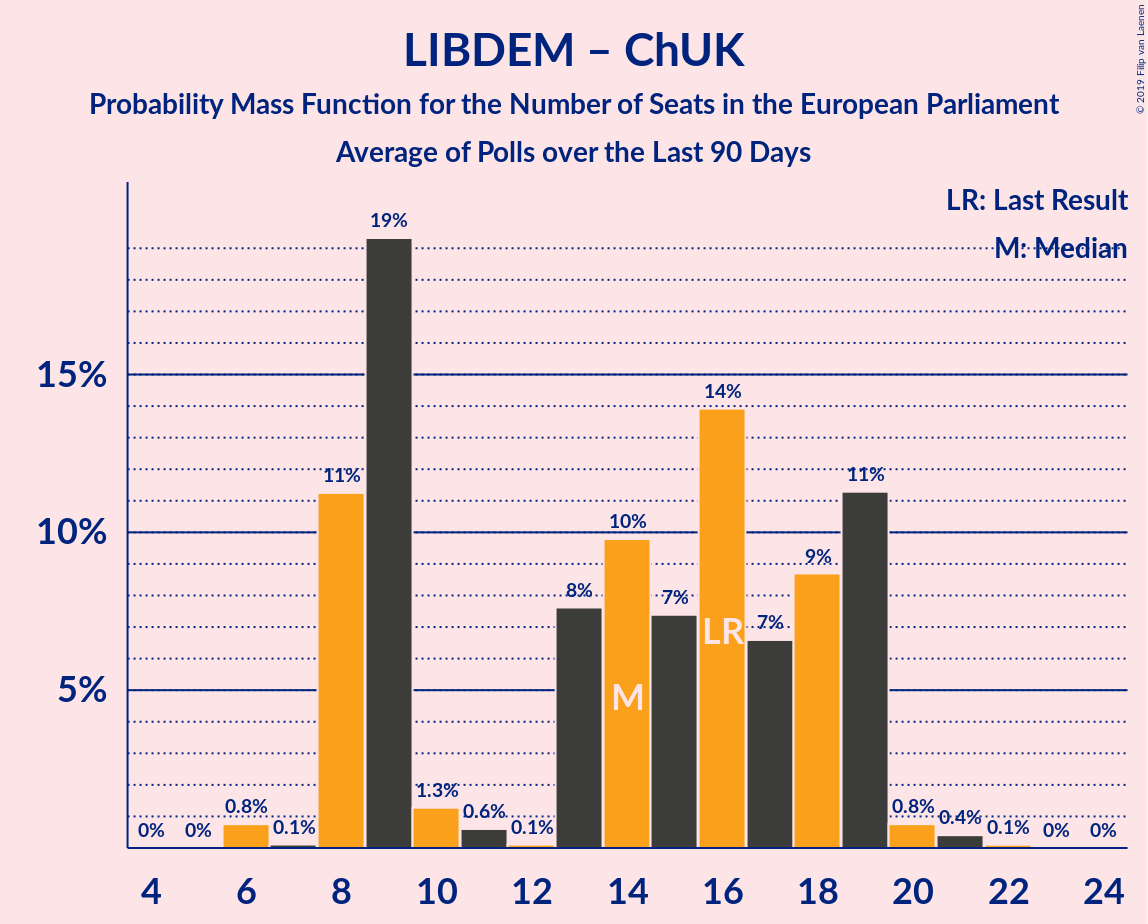 LIBDEM – ChUK
Probability Mass Function for the Number of Seats in the European Parliament
Average of Polls over the Last 90 Days
© 2019 Filip van Laenen
LR: Last Result
M: Median
15%
10%
5%
0%
0%
0.8%
0.1%
11%
19%
1.3%
0.6%
0.1%
8%
10%
7%
14%
7%
9%
11%
0.8%
0.4%
0.1%
0%
0%
M
LR
4 6 8 10 12 14 16 18 20 22 24